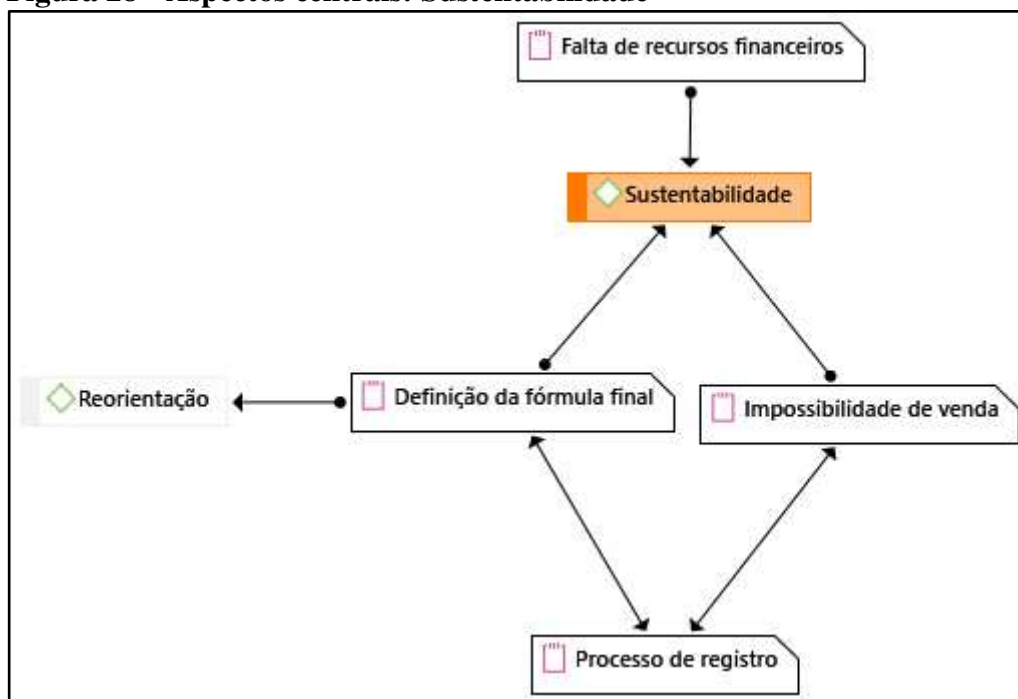 Figura - Aspectos centrais: Sustentabilidade
Falta de recursos financeiros
Sustentabilidade
Reorientação
Definição da fórmula final
Impossibilidade de venda
Processo de registro